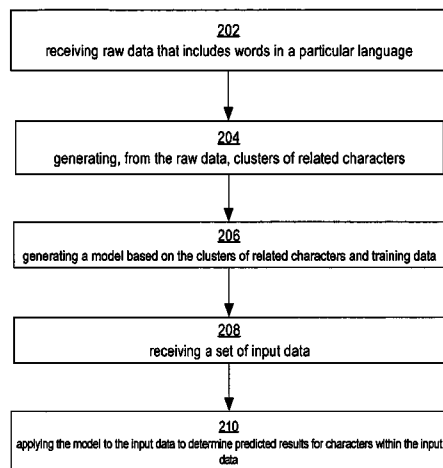 202
receiving raw data that includes words in a particular language
204
generating, from the raw data, clusters of related characters
206
generating a model based on the clusters of related characters and training data
208
receiving a set of input data
210
applying the model to the input data to determine predicted results for characters within the input
data